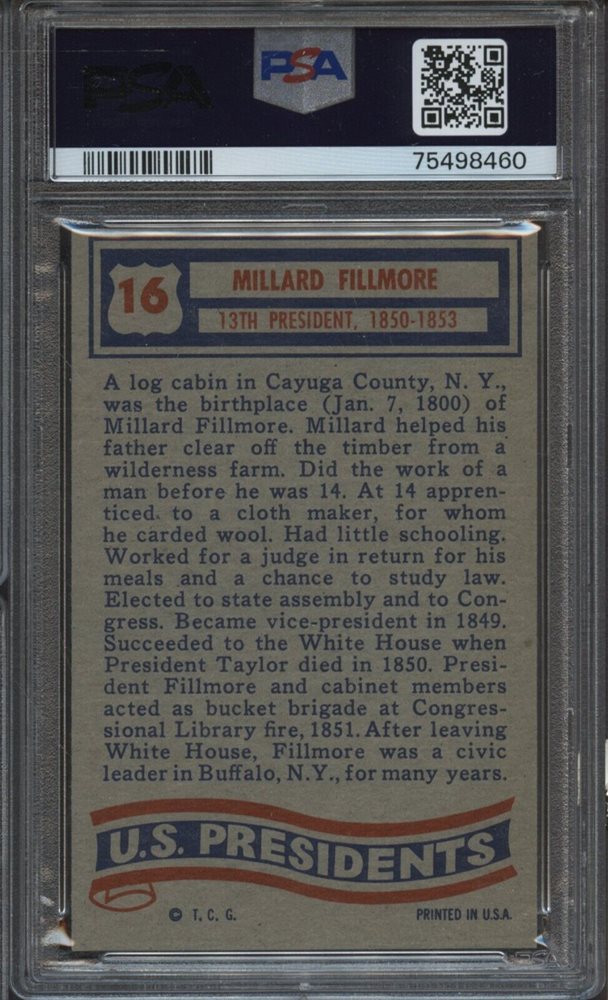 PSA
PSA
75498460
16
MILLARD FILLMORE
13TH PRESIDENT, 1850-1853
A log cabin in Cayuga County, N. Y.,
was the birthplace (Jan. 7, 1800) of
Millard Fillmore. Millard helped his
father clear off the timber from a
wilderness farm. Did the work of a
man before he was 14. At 14 appren-
ticed to a cloth maker, for whom
he carded wool. Had little schooling.
Worked for a judge in return for his
meals and a chance to study law.
Elected to state assembly and to Con-
gress. Became vice-president in 1849.
Succeeded to the White House when
President Taylor died in 1850. Presi-
dent Fillmore and cabinet members
acted as bucket brigade at Congres-
sional Library fire, 1851. After leaving
White House, Fillmore was a civic
leader in Buffalo, N.Y., for many years.
U.S. PRESIDENTS
© T. C. G.
PRINTED IN U.S.A.
PSA